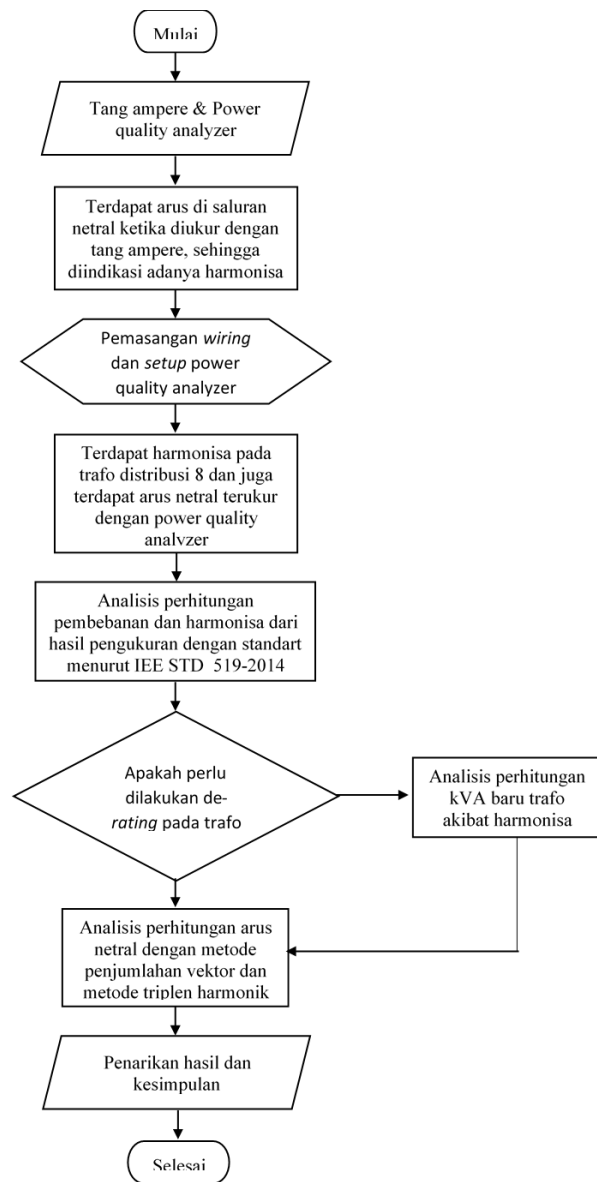 Mulai
Tang ampere & Power
quality analyzer
Terdapat arus di saluran
netral ketika diukur dengan
tang ampere, sehingga
diindikasi adanya harmonisa
Pemasangan wiring
dan setup power
quality analyzer
Terdapat harmonisa pada
trafo distribusi 8 dan juga
terdapat arus netral terukur
dengan power quality
analyzer
Analisis perhitungan
pembebanan dan harmonisa dari
hasil pengukuran dengan standart
menurut IEE STD 519-2014
Apakah perlu
dilakukan de-
rating pada trafo
Analisis perhitungan
kVA baru trafo
akibat harmonisa
Analisis perhitungan arus
netral dengan metode
penjumlahan vektor dan
metode triplen harmonik
Penarikan hasil dan
kesimpulan
Selesai